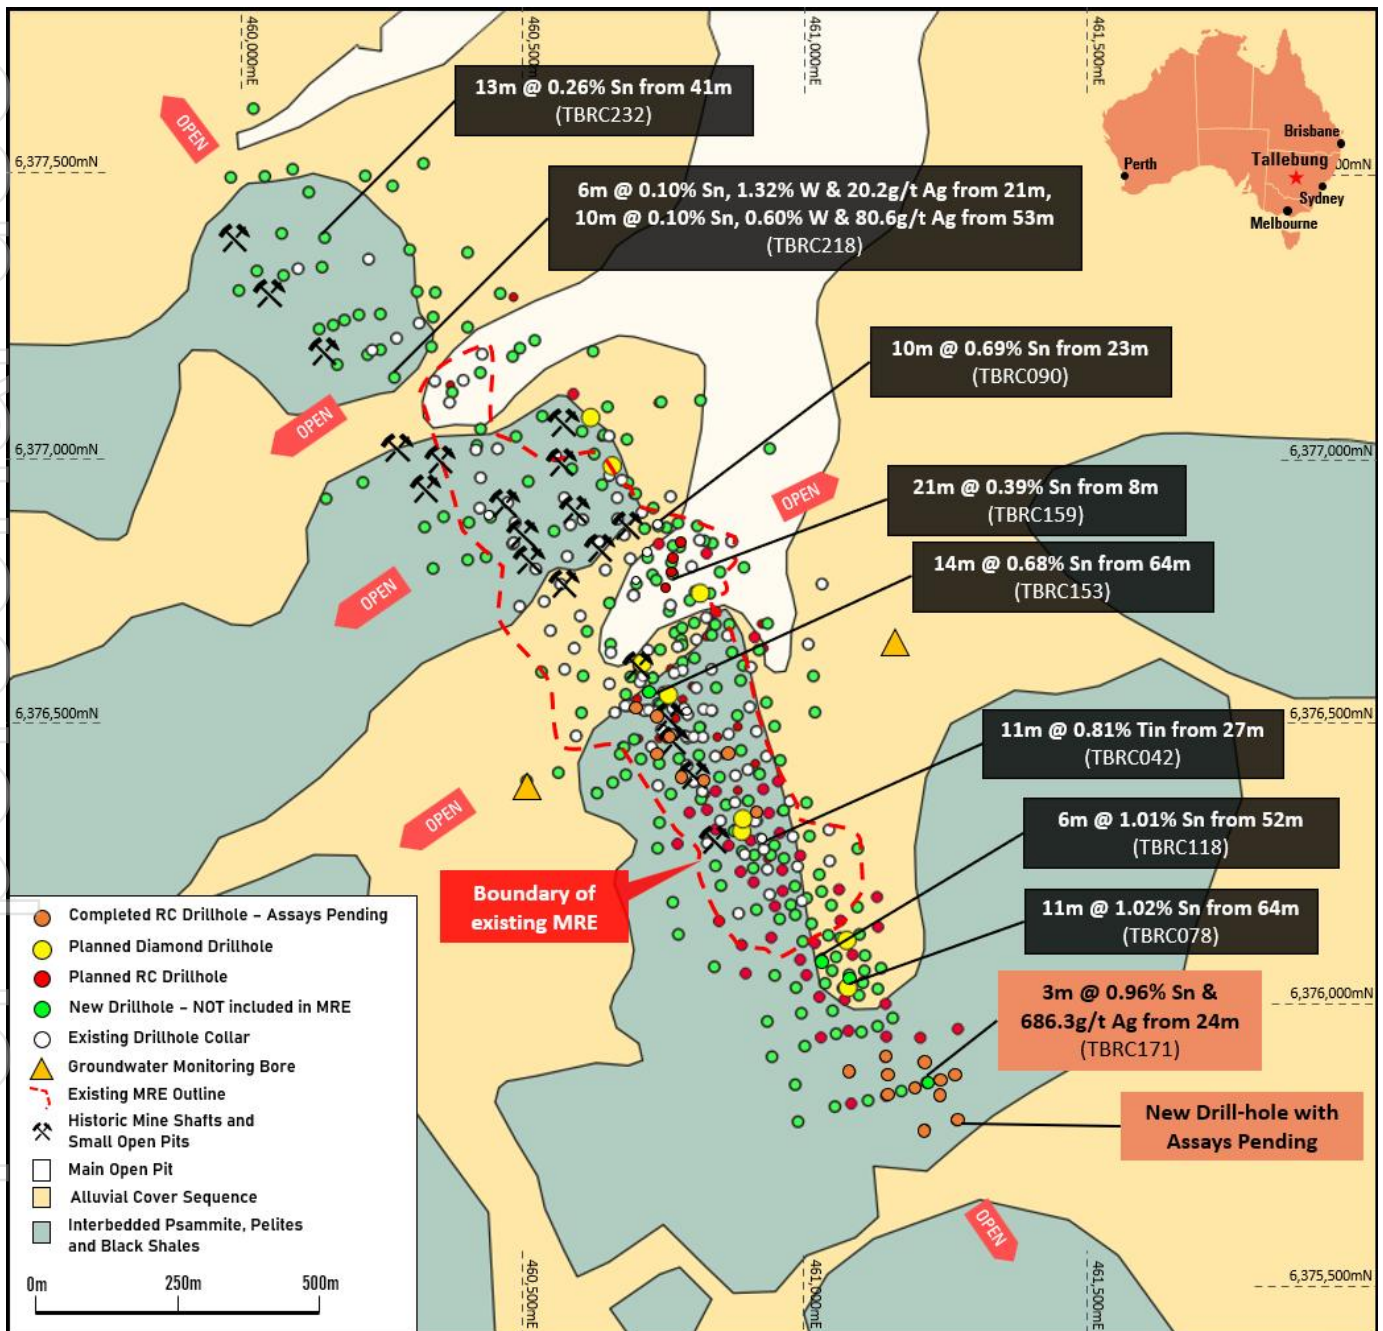 460,000mE
460,500mE
461,000mE
461,500mE
13m @ 0.26% Sn from 41m
(TBRC232)
OPEN
6,377,500mN
Brisbane
Tallebung
00mN
Perth
Sydney
Melbourne
6m @ 0.10% Sn, 1.32% W & 20.2g/t Ag from 21m,
10m @ 0.10% Sn, 0.60% W & 80.6g/t Ag from 53m
(TBRC218)
10m @ 0.69% Sn from 23m
(TBRC090)
OPEN
6,377,000mN
6,377,000mN
OPEN
21m @ 0.39% Sn from 8m
(TBRC159)
14m @ 0.68% Sn from 64m
(TBRC153)
OPEN
6,376,500mN
6,376,500mN
11m @ 0.81% Tin from 27m
(TBRC042)
OPEN
6m @ 1.01% Sn from 52m
(TBRC118)
Boundary of
existing MRE
11m @ 1.02% Sn from 64m
(TBRC078)
3m @ 0.96% Sn &
686.3g/t Ag from 24m
(TBRC171)
6,376,000mN
New Drill-hole with
Assays Pending
OPEN
6,375,500mN
460,500mE
461,000mE
461,500mE
Completed RC Drillhole – Assays Pending
Planned Diamond Drillhole
Planned RC Drillhole
New Drillhole – NOT included in MRE
Existing Drillhole Collar
Groundwater Monitoring Bore
Existing MRE Outline
Historic Mine Shafts and
Small Open Pits
Main Open Pit
Alluvial Cover Sequence
Interbedded Psammite, Pelites
and Black Shales
0m
250m
500m